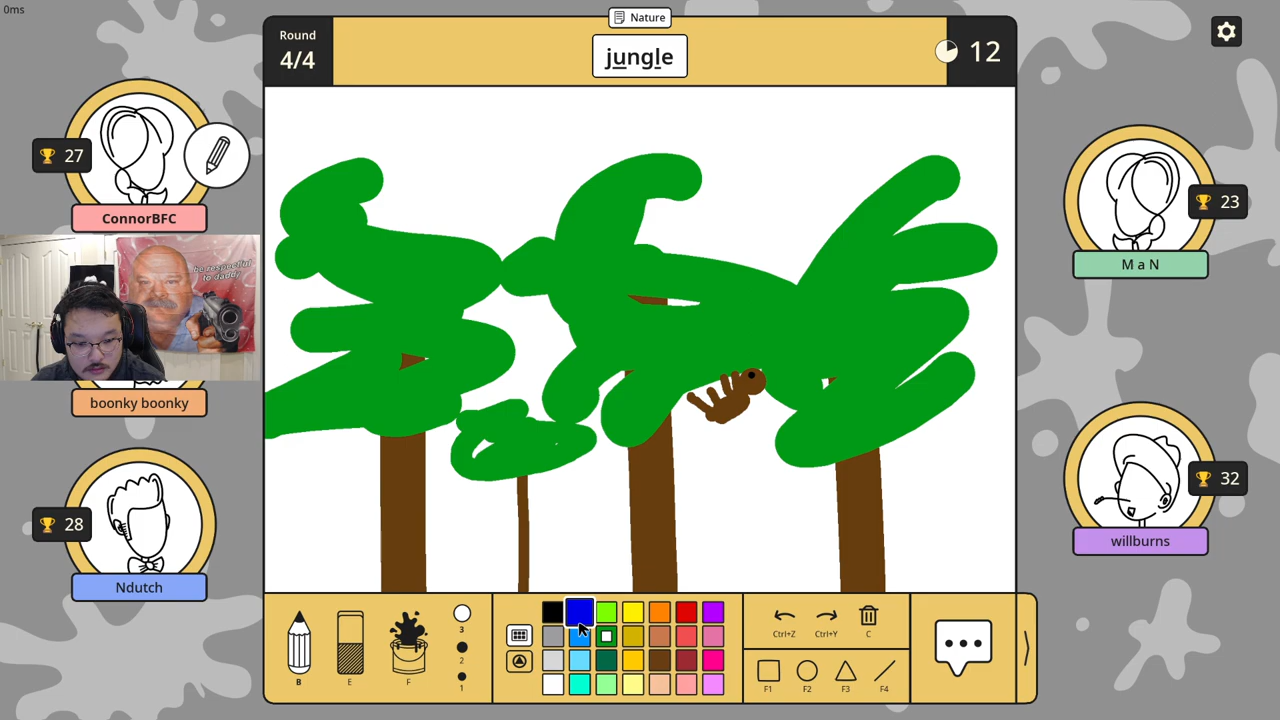 0ms
Round
4/4
Nature
jungle
12
27
ConnorBFC
be respectful
to daddy
boonky boonky
28
Ndutch
23
M a N
32
willburns
B
E
F
3
2
1
Ctrl+Z
Ctrl+Y
C
F1
F2
F3
F4